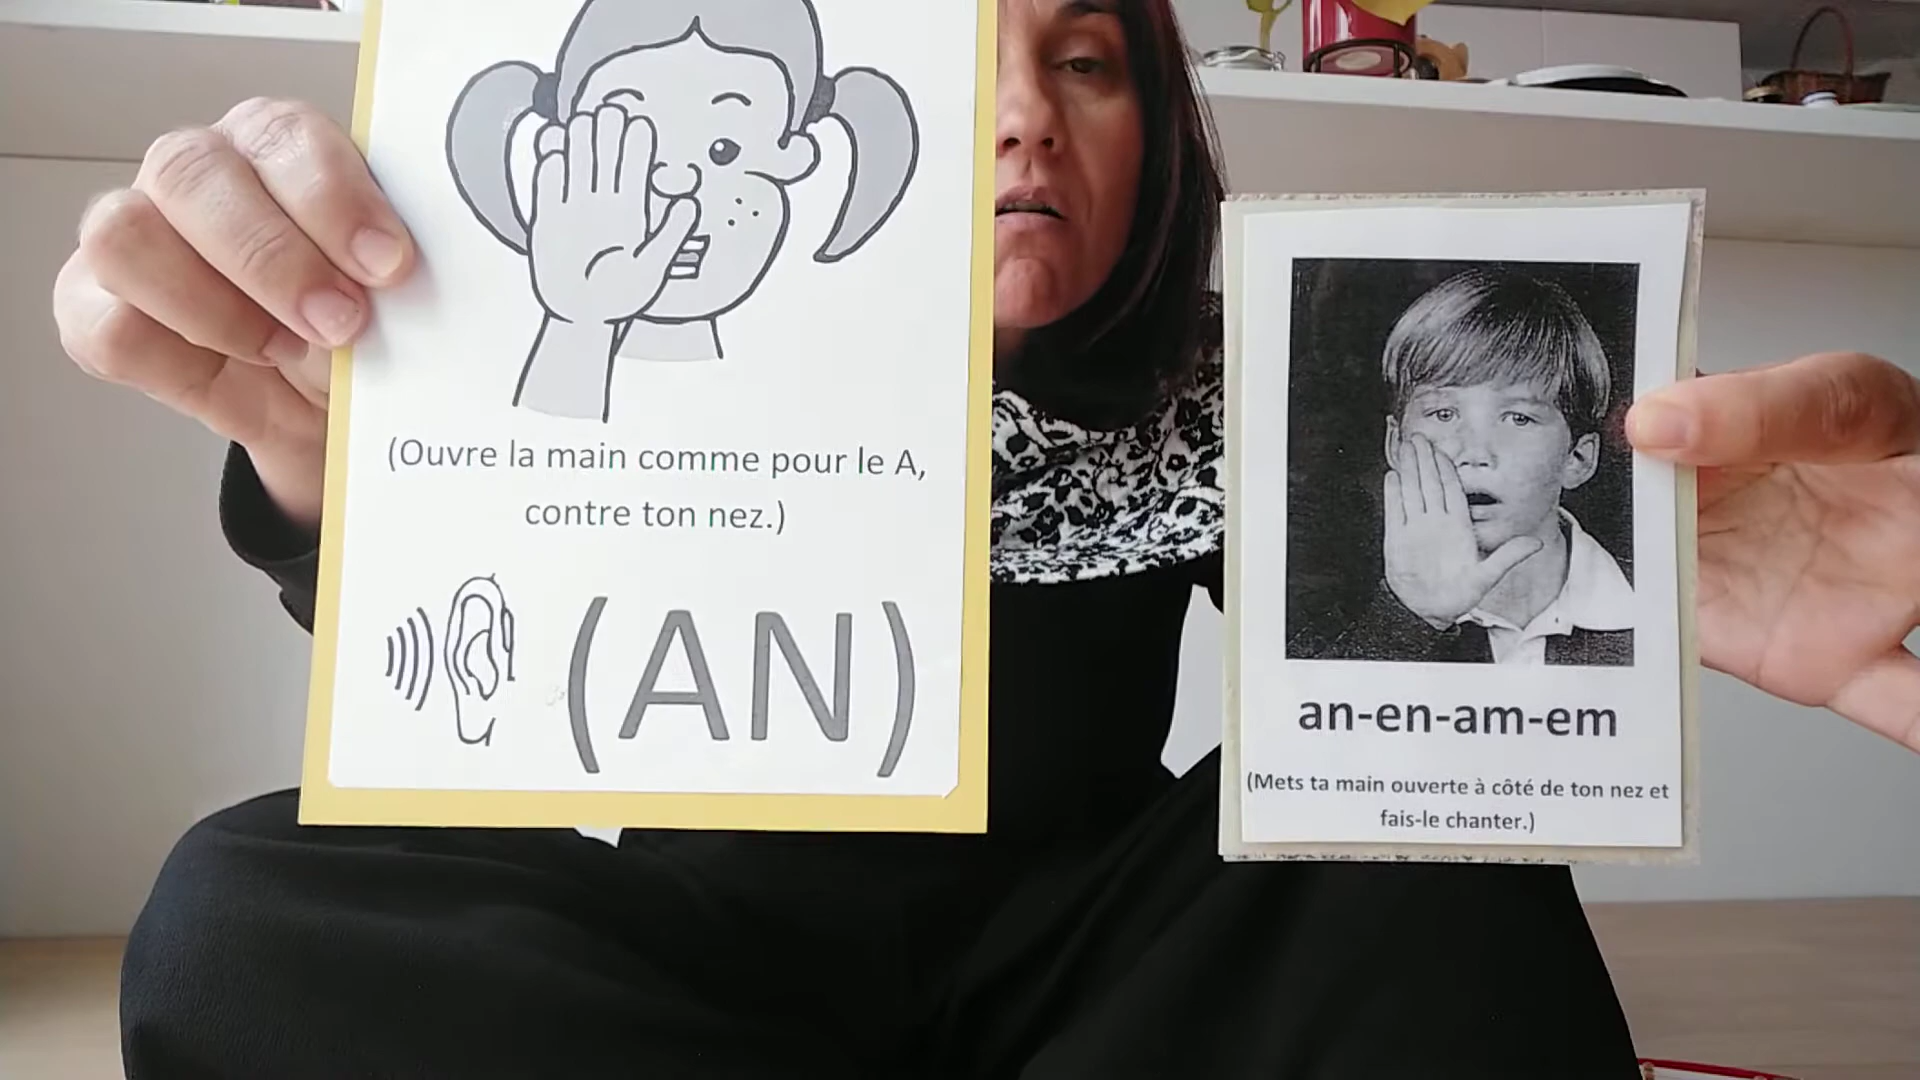 (Ouvre la main comme pour le A,
contre ton nez.)
(AN)
an-en-am-em
(Mets ta main ouverte à côté de ton nez et
fais-le chanter.)